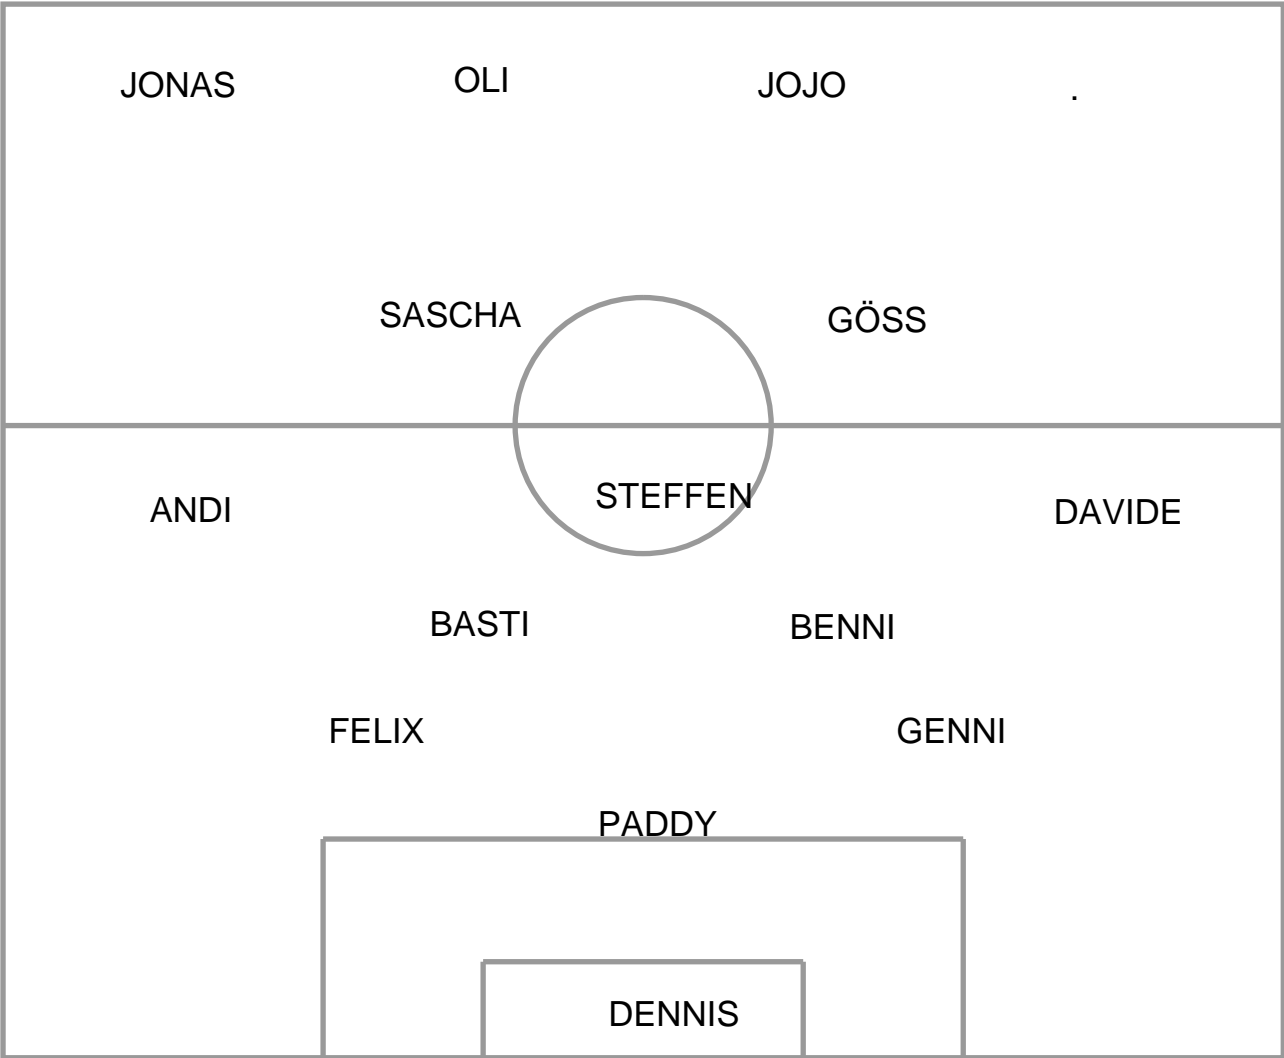 JONAS OLI JOJO .
SASCHA GÖSS
ANDI STEFFEN DAVIDE
BASTI BENNI
FELIX GENNI
PADDY
DENNIS